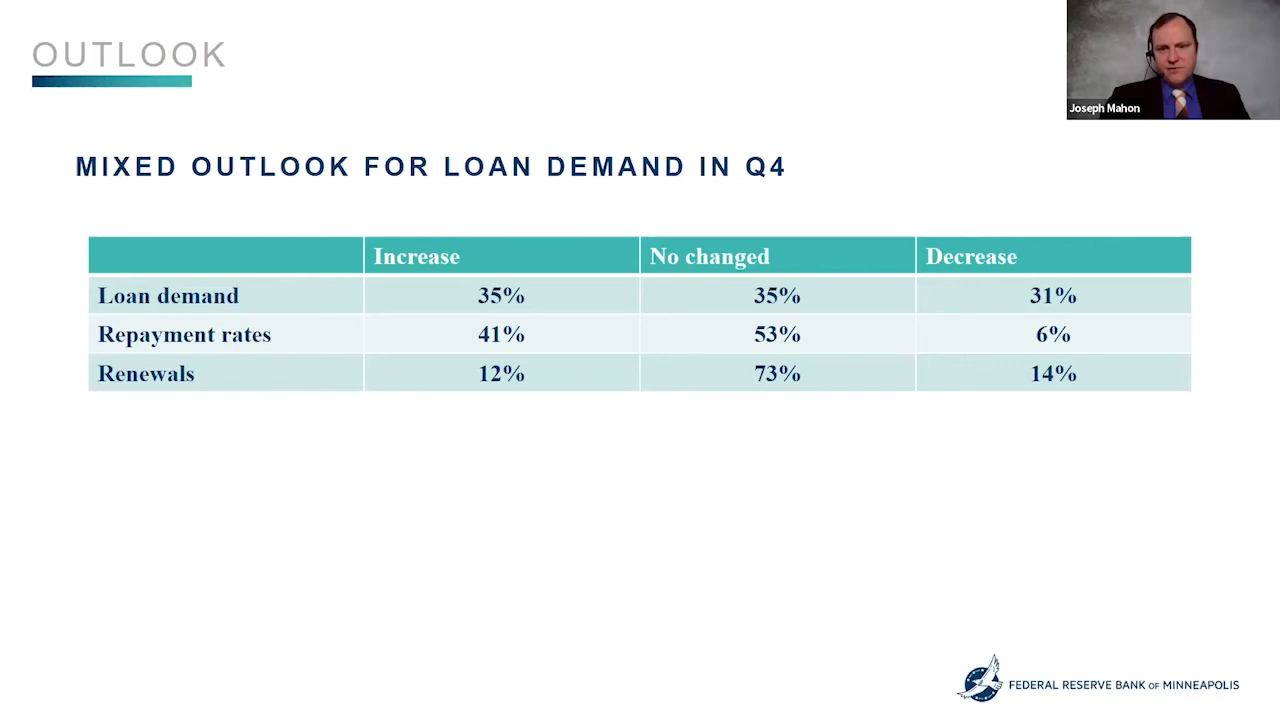 OUTLOOK
Joseph Mahon
MIXED OUTLOOK FOR LOAN DEMAND IN Q4
Increase No changed Decrease
Loan demand 35% 35% 31%
Repayment rates 41% 53% 6%
Renewals 12% 73% 14%
FEDERAL RESERVE BANK OF MINNEAPOLIS